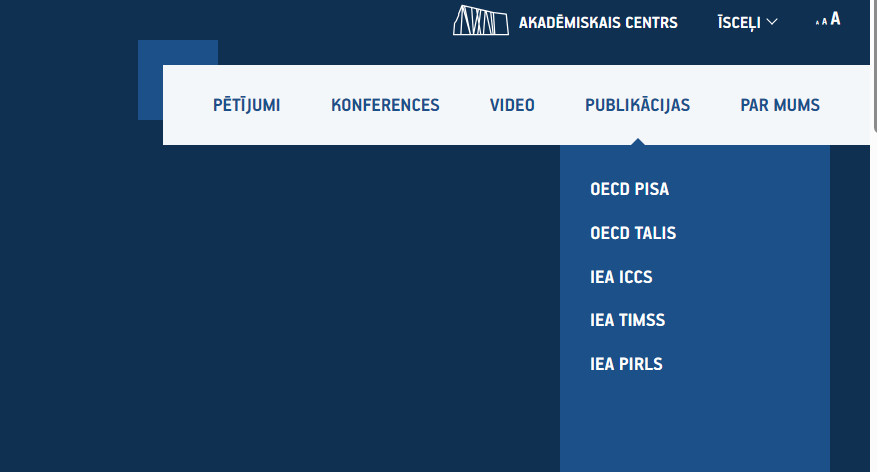 AKADĒMISKAIS CENTRS ĪSCEĻI A A A
PĒTĪJUMI KONFERENCES VIDEO PUBLIKĀCIJAS PAR MUMS
OECD PISA
OECD TALIS
IEA ICCS
IEA TIMSS
IEA PIRLS